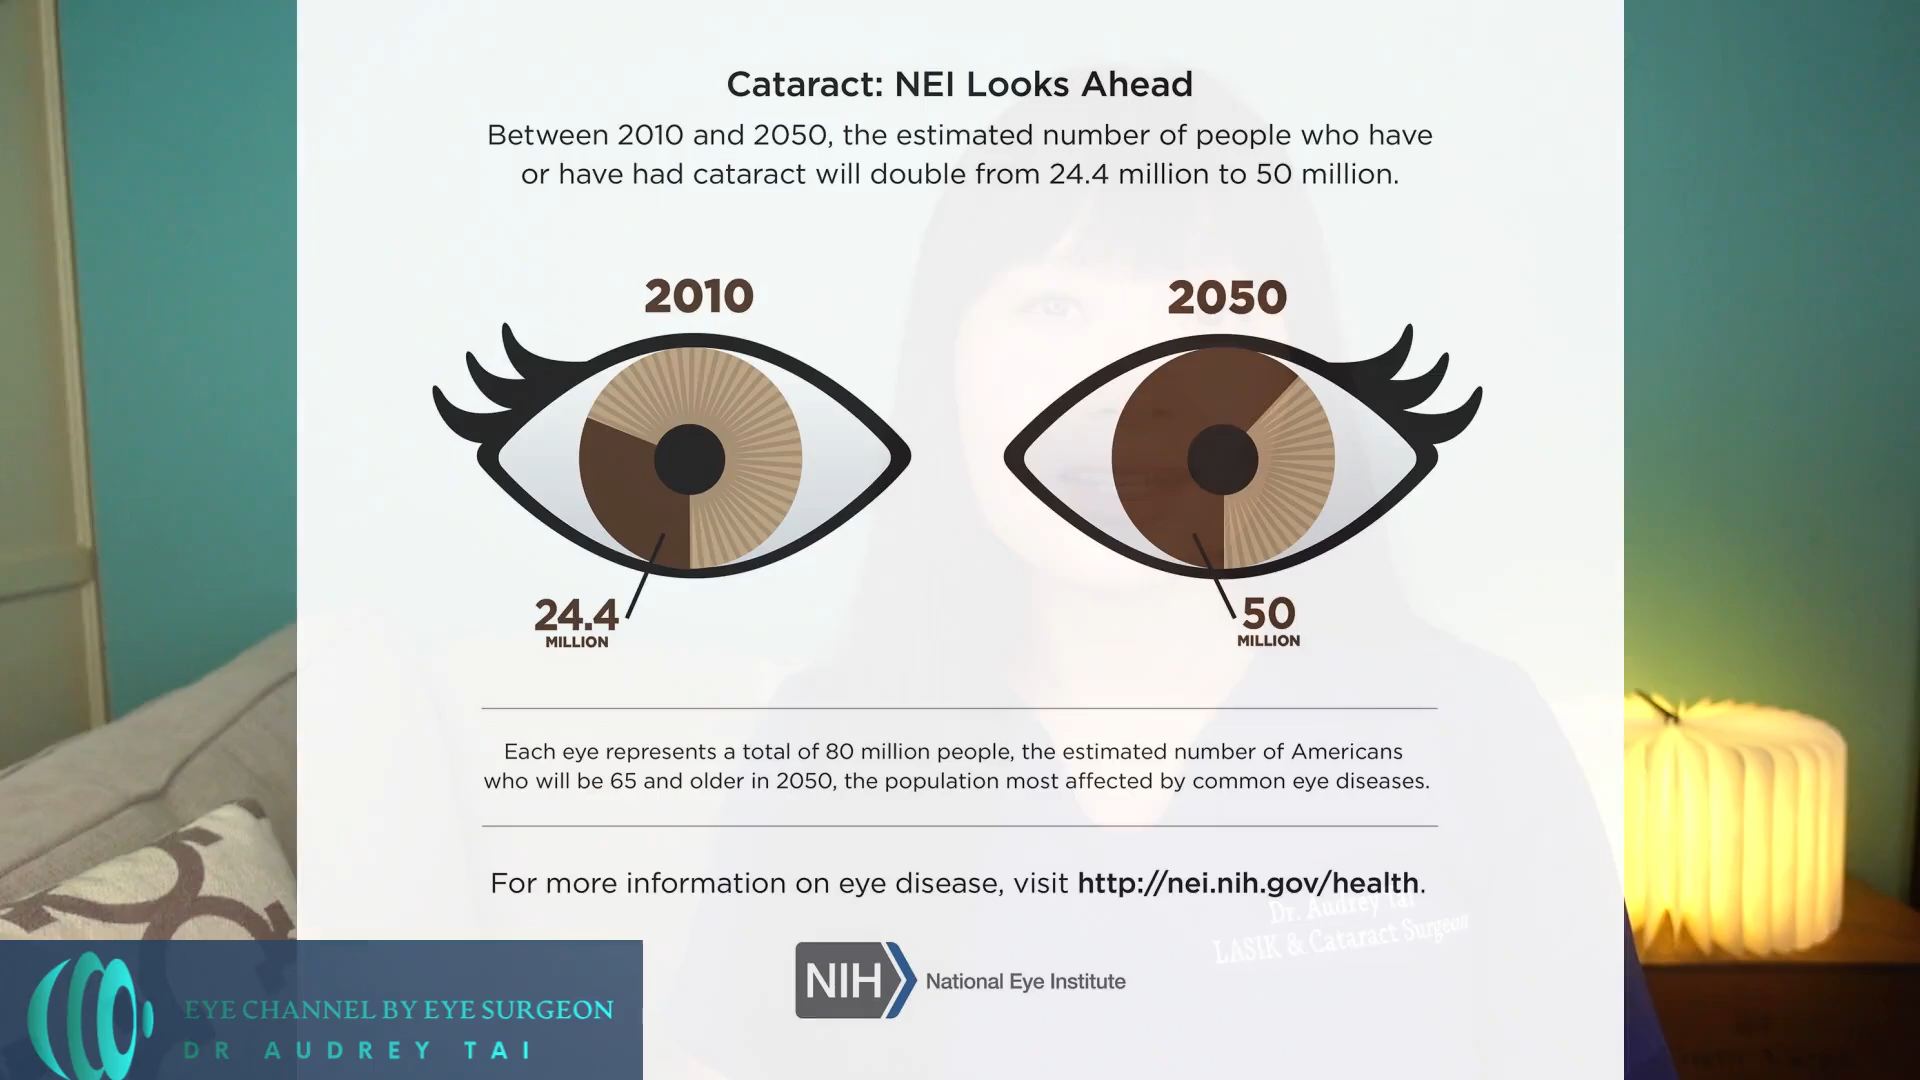 Cataract: NEI Looks Ahead
Between 2010 and 2050, the estimated number of people who have
or have had cataract will double from 24.4 million to 50 million.
2010
2050
24.4
MILLION
50
MILLION
Each eye represents a total of 80 million people, the estimated number of Americans
who will be 65 and older in 2050, the population most affected by common eye diseases.
For more information on eye disease, visit http://nei.nih.gov/health.
Dr. Audrey Tai
LASIK & Cataract Surgeon
NIH National Eye Institute
EYE CHANNEL BY EYE SURGEON
DR AUDREY TAI